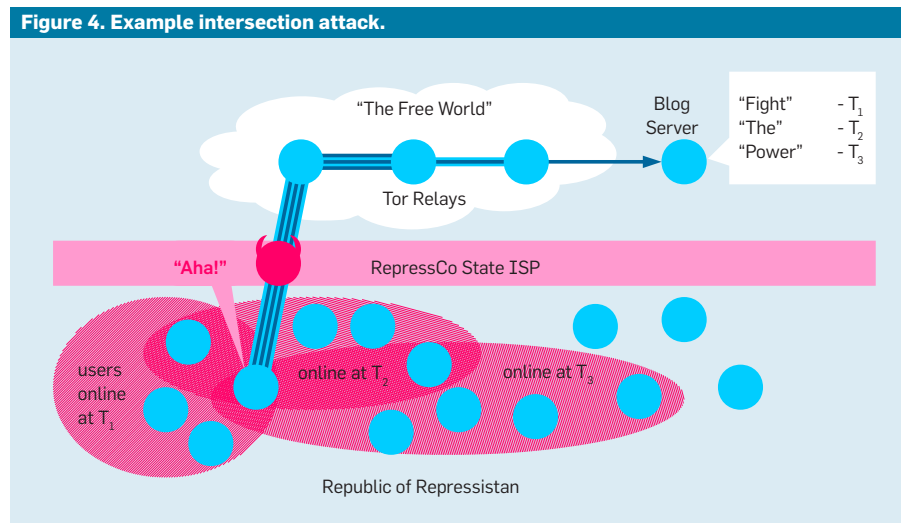 Figure 4. Example intersection attack.
“The Free World”
Blog
Server
“Fight” - T₁
“The” - T₂
“Power” - T₃
Tor Relays
“Aha!”
RepressCo State ISP
users
online
at T₁
online at T₂
online at T₃
Republic of Repressistan